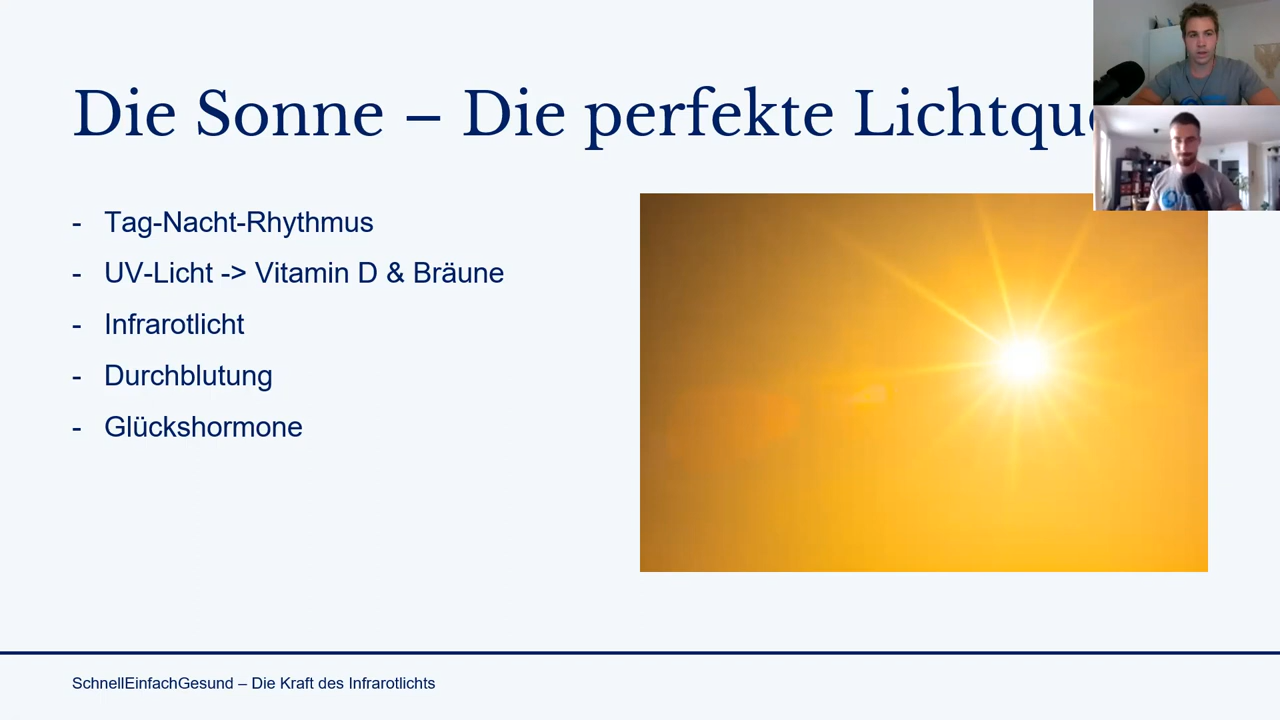 Die Sonne – Die perfekte
- Tag-Nacht-Rhythmus
- UV-Licht -> Vitamin D & Bräune
- Infrarotlicht
- Durchblutung
- Glückshormone
SchnellEinfachGesund – Die Kraft des Infrarotlichts